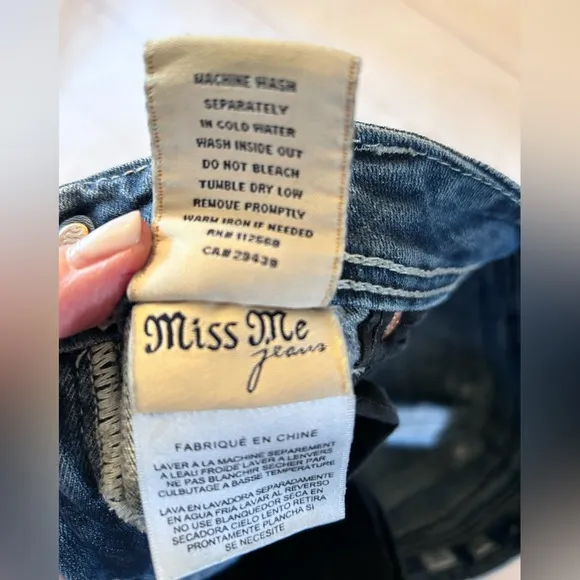 MACHINE WASH
SEPARATELY
IN COLD WATER
WASH INSIDE OUT
DO NOT BLEACH
TUMBLE DRY LOW
REMOVE PROMPTLY
WARM IRON IF NEEDED
RN# 112568
CA# 29439
Miss Me
jeans
FABRIQUÉ EN CHINE
LAVER A LA MACHINE SEPAREMENT
A L'EAU FROIDE LAVER A L'ENVERS
NE PAS BLANCHIR SECHER PAR
CULBUTAGE A BASSE TEMPERATURE
LAVA EN LAVADORA SEPARADAMENTE
EN AGUA FRIA LAVAR AL REVERSO
NO USE BLANQUEDOR SECA EN
SECADORA CIELO LENTO RETIRA
PRONTAMENTE PLANCHA SI
SE NECESITE